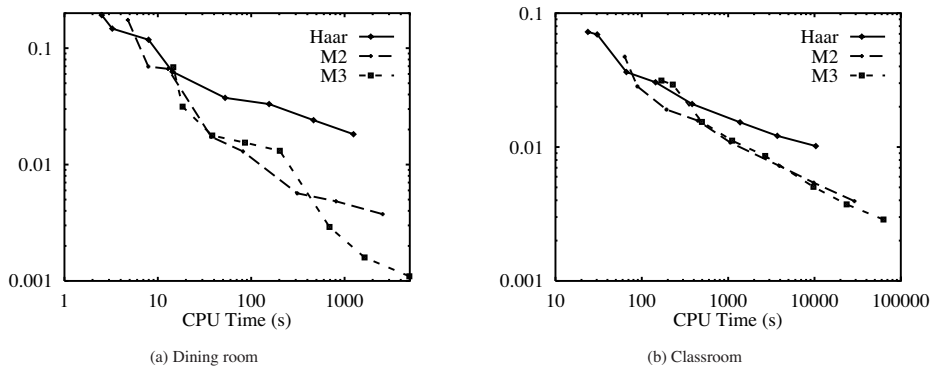 0.1
0.01
0.001
1
10
100
1000
CPU Time (s)
Haar
M2
M3
(a) Dining room
0.1
0.01
0.001
10
100
1000
10000
100000
CPU Time (s)
Haar
M2
M3
(b) Classroom